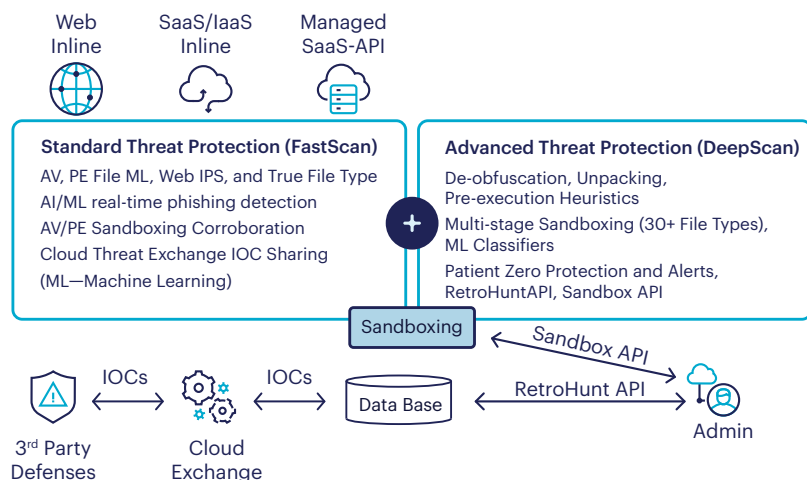 Web
Inline
SaaS/IaaS
Inline
Managed
SaaS-API
Standard Threat Protection (FastScan)
AV, PE File ML, Web IPS, and True File Type
AI/ML real-time phishing detection
AV/PE Sandboxing Corroboration
Cloud Threat Exchange IOC Sharing
(ML—Machine Learning)
+
Advanced Threat Protection (DeepScan)
De-obfuscation, Unpacking,
Pre-execution Heuristics
Multi-stage Sandboxing (30+ File Types),
ML Classifiers
Patient Zero Protection and Alerts,
RetroHuntAPI, Sandbox API
Sandboxing
Sandbox API
IOCs
IOCs
RetroHunt API
Data Base
3rd Party
Defenses
Cloud
Exchange
Admin